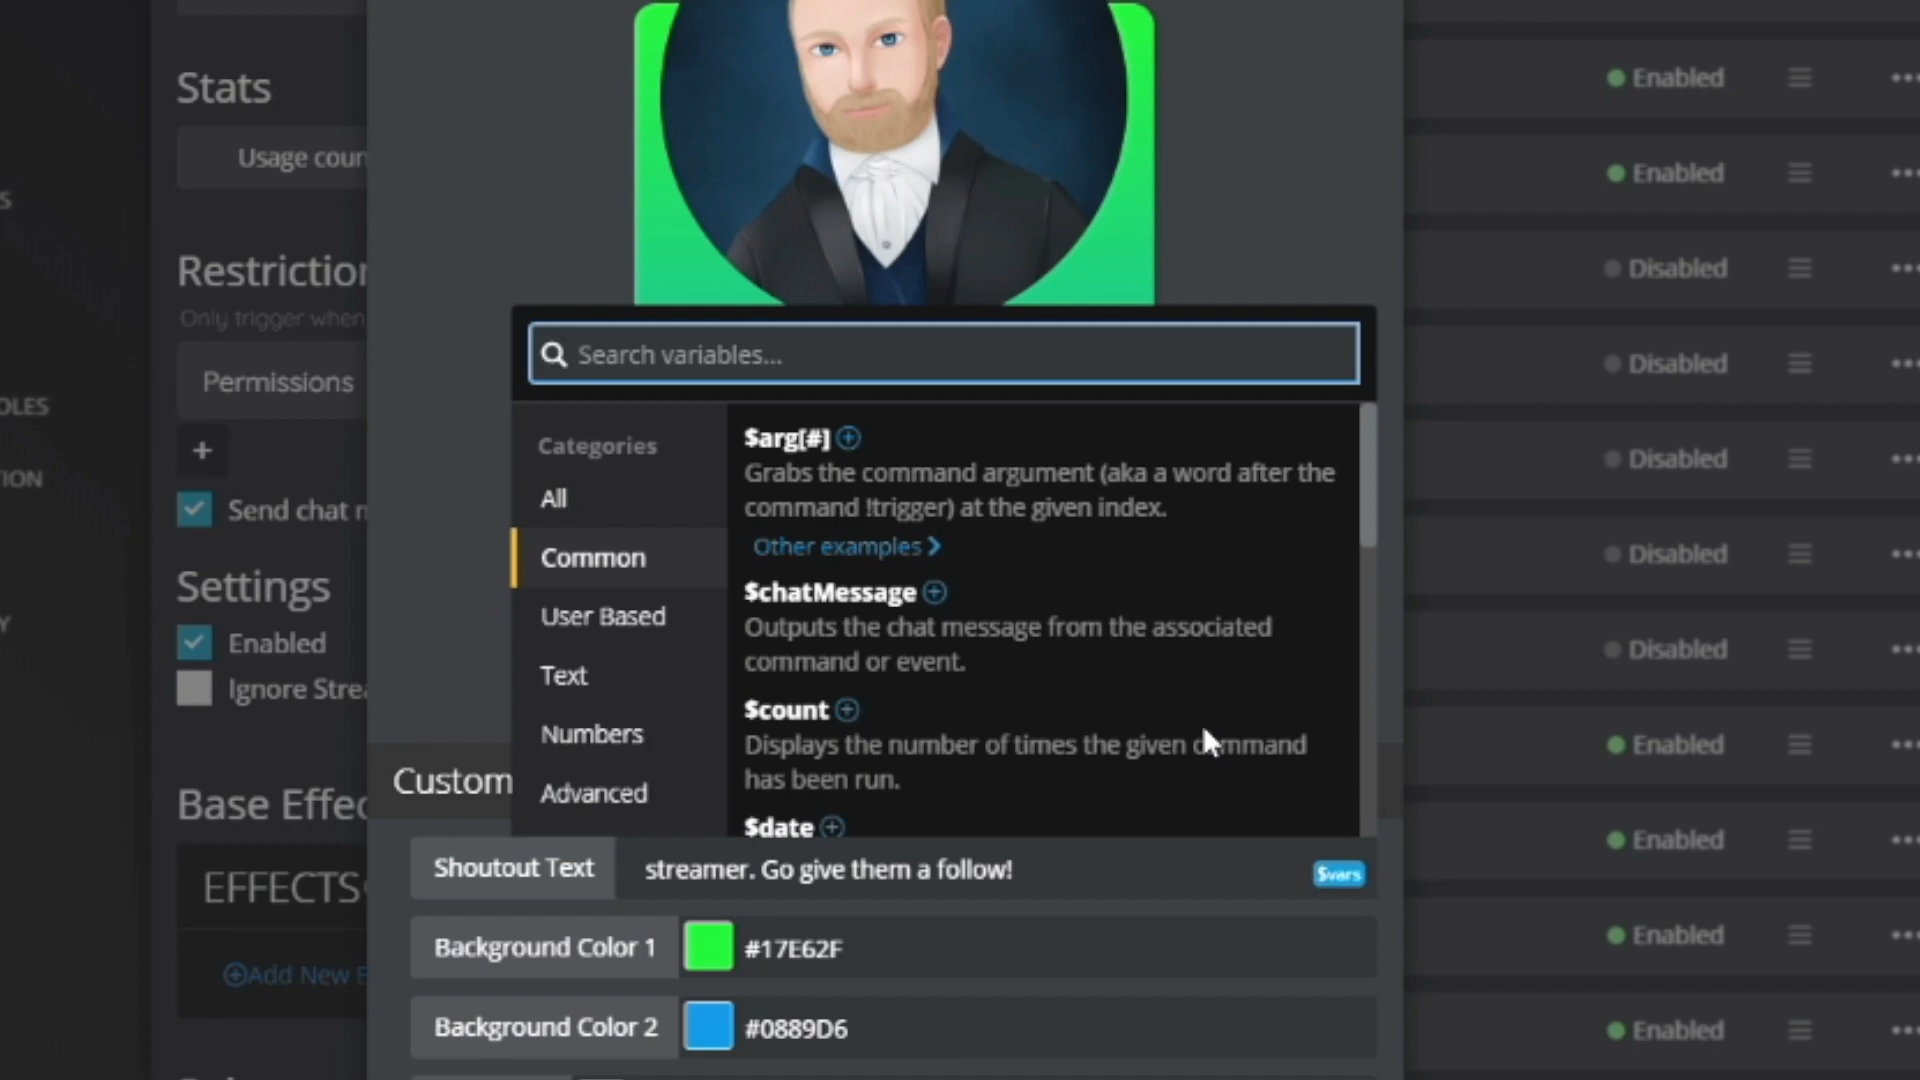 Stats
Usage coun
Restriction
Only trigger when
Permissions
+
Send chat m
Settings
Enabled
Ignore Strea
Base Effec
EFFECTS
Add New E
S
OLES
TION
Y
Search variables...
Categories
All
Common
User Based
Text
Numbers
Advanced
$arg[#]
Grabs the command argument (aka a word after the
command !trigger) at the given index.
Other examples
$chatMessage
Outputs the chat message from the associated
command or event.
$count
Displays the number of times the given command
has been run.
$date
Custom
Shoutout Text
streamer. Go give them a follow!
$vars
Background Color 1
#17E62F
Background Color 2
#0889D6
Enabled
Enabled
Disabled
Disabled
Disabled
Disabled
Disabled
Enabled
Enabled
Enabled
Enabled